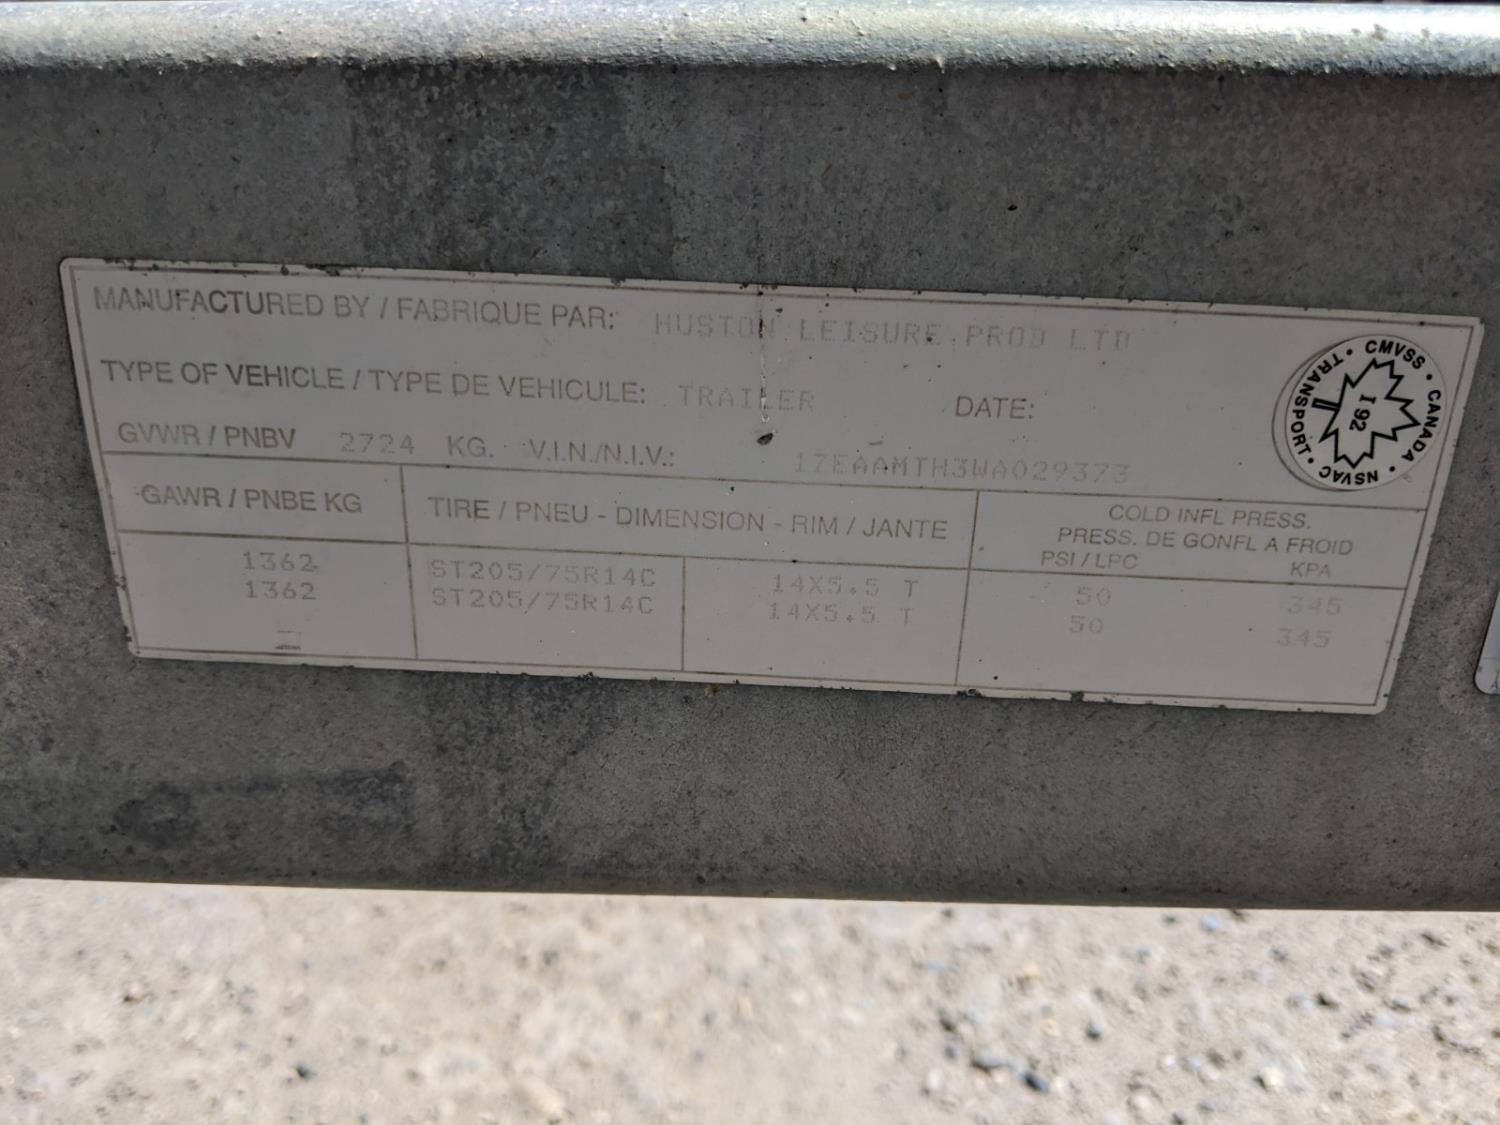 MANUFACTURED BY / FABRIQUE PAR: HUSTON LEISURE PROD LTD
TYPE OF VEHICLE / TYPE DE VEHICULE: TRAILER DATE:
GVWR / PNBV 2724 KG. V.I.N./N.I.V.: 1ZEAAMTH3WA029373
CMVSS • CANADA • NSVAC • TRANSPORT •
192
GAWR / PNBE KG TIRE / PNEU - DIMENSION - RIM / JANTE COLD INFL PRESS.
PRESS. DE GONFL A FROID
PSI / LPC KPA
1362 ST205/75R14C 14X5.5 T 50 345
1362 ST205/75R14C 14X5.5 T 50 345